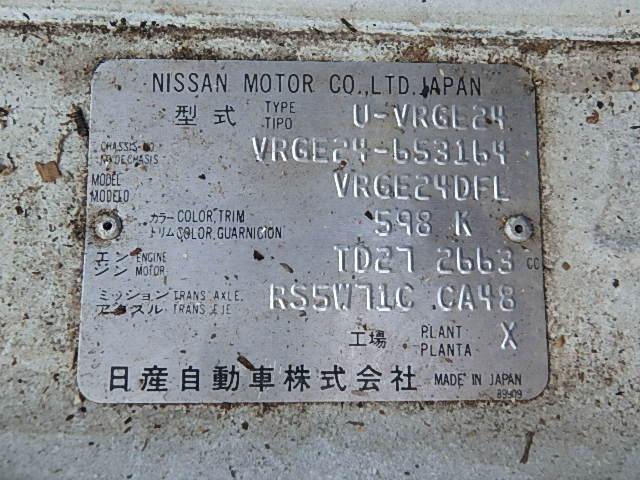 NISSAN MOTOR CO.,LTD.JAPAN
型式 TYPE TIPO U-VRGE24
CHASSIS NO. NO.DE CHASIS VRGE24-653164
MODEL MODELO VRGE24DFL
カラー COLOR,TRIM トリム COLOR,GUARNICION 598 K
エンジン ENGINE MOTOR TD27 2663 CC
ミッション TRANS. AXLE. アクスル TRANS. EJE RS5W71C CA48
工場 PLANT PLANTA X
日産自動車株式会社 MADE IN JAPAN